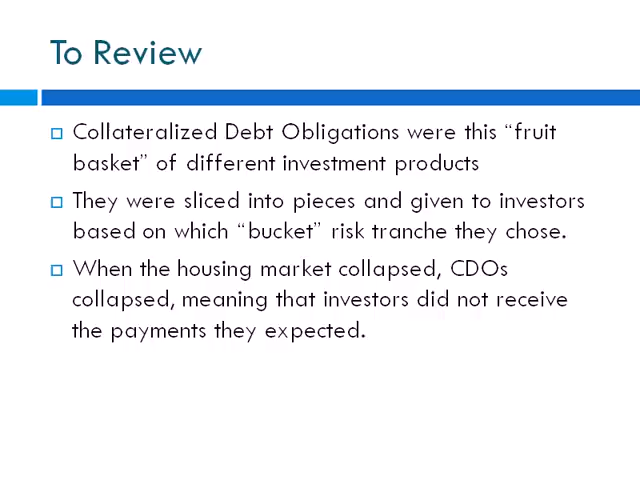 To Review
Collateralized Debt Obligations were this “fruit
basket” of different investment products
They were sliced into pieces and given to investors
based on which “bucket” risk tranche they chose.
When the housing market collapsed, CDOs
collapsed, meaning that investors did not receive
the payments they expected.